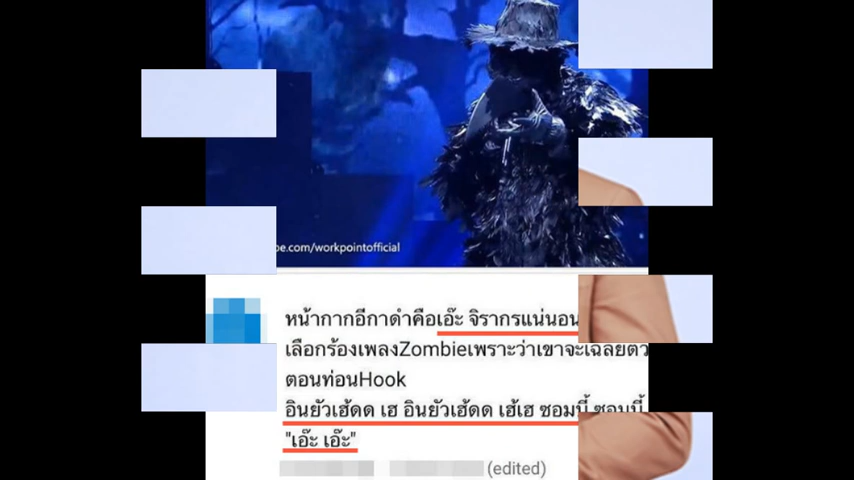 be.com/workpointofficial
หน้ากากอีกาดำคือเอ๊ะ จิรากรแน่นอน
เลือกร้องเพลงZombieเพราะว่าเขาจะเฉลยตัว
ตอนท่อนHook
อินยัวเฮ้ดด เฮ อินยัวเฮ้ดด เฮ้เฮ ซอมบี้ ซอมบี้
"เอ๊ะ เอ๊ะ"
(edited)